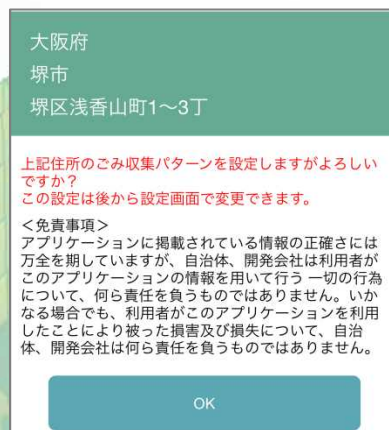 大阪府
堺市
堺区浅香山町1〜3丁
上記住所のごみ収集パターンを設定しますがよろしい
ですか？
この設定は後から設定画面で変更できます。
＜免責事項＞
アプリケーションに掲載されている情報の正確さには
万全を期していますが、自治体、開発会社は利用者が
このアプリケーションの情報を用いて行う 一切の行為
について、何ら責任を負うものではありません。いか
なる場合でも、利用者がこのアプリケーションを利用
したことにより被った損害及び損失について、自治
体、開発会社は何ら責任を負うものではありません。
OK